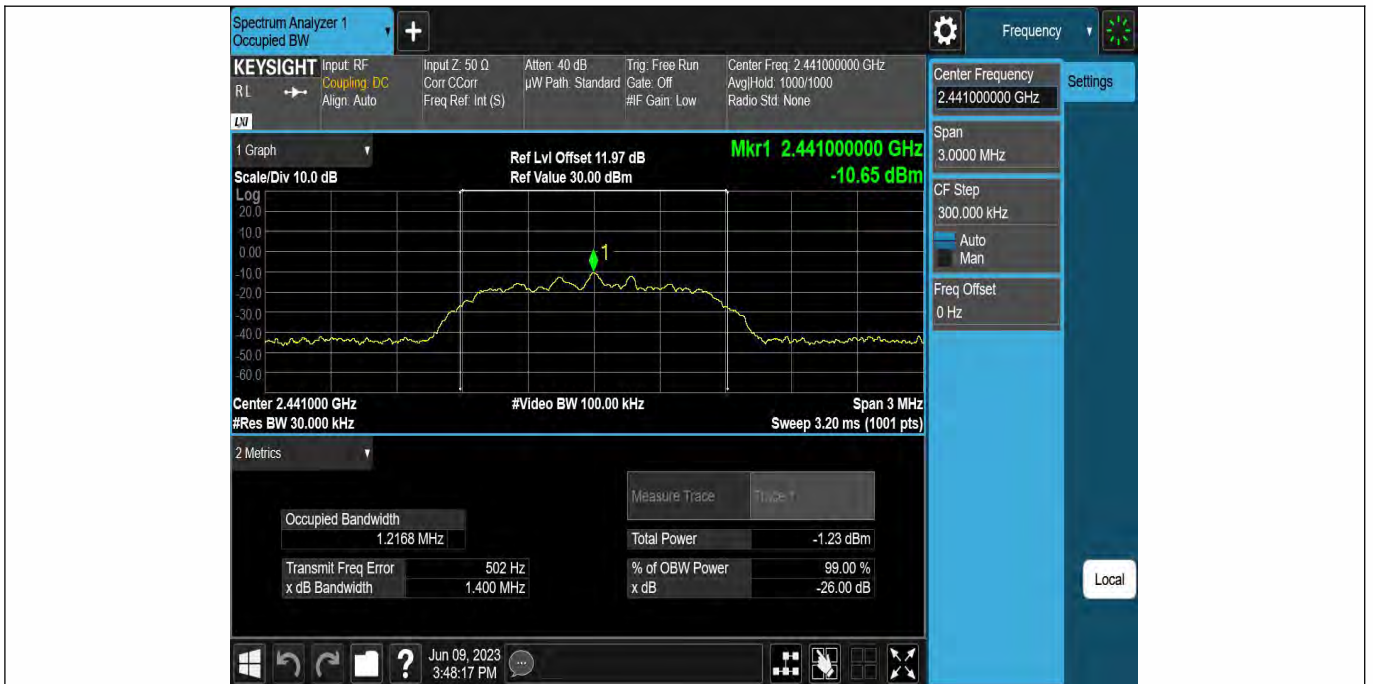 Spectrum Analyzer 1
Occupied BW
Frequency
KEYSIGHT
RL
LXI
Input: RF
Coupling: DC
Align: Auto
Input Z: 50 Ω
Corr CCorr
Freq Ref: Int (S)
Atten: 40 dB
µW Path: Standard
Trig: Free Run
Gate: Off
#IF Gain: Low
Center Freq: 2.441000000 GHz
Avg|Hold: 1000/1000
Radio Std: None
Center Frequency
2.441000000 GHz
Settings
Span
3.0000 MHz
CF Step
300.000 kHz
Auto
Man
Freq Offset
0 Hz
Local
1 Graph
Scale/Div 10.0 dB
Ref Lvl Offset 11.97 dB
Ref Value 30.00 dBm
Mkr1 2.441000000 GHz
-10.65 dBm
Log
20.0
10.0
0.00
-10.0
-20.0
-30.0
-40.0
-50.0
-60.0
1
Center 2.441000 GHz
#Video BW 100.00 kHz
Span 3 MHz
#Res BW 30.000 kHz
Sweep 3.20 ms (1001 pts)
2 Metrics
Measure Trace
Trace 1
Occupied Bandwidth
1.2168 MHz
Total Power
-1.23 dBm
Transmit Freq Error
502 Hz
% of OBW Power
99.00 %
x dB Bandwidth
1.400 MHz
x dB
-26.00 dB
?
Jun 09, 2023
3:48:17 PM